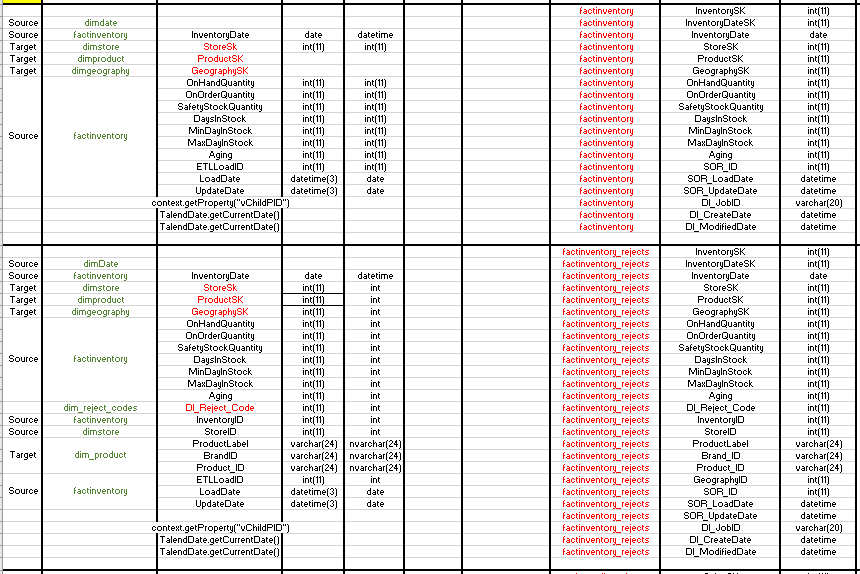 factinventory InventorySK int(11)
Source dimdate factinventory InventoryDateSK int(11)
Source factinventory InventoryDate date datetime factinventory InventoryDate date
Target dimstore StoreSk int(11) int(11) factinventory StoreSK int(11)
Target dimproduct ProductSK factinventory ProductSK int(11)
Target dimgeography GeographySK factinventory GeographySK int(11)
OnHandQuantity int(11) int(11) factinventory OnHandQuantity int(11)
OnOrderQuantity int(11) int(11) factinventory OnOrderQuantity int(11)
SafetyStockQuantity int(11) int(11) factinventory SafetyStockQuantity int(11)
DaysInStock int(11) int(11) factinventory DaysInStock int(11)
Source factinventory MinDayInStock int(11) int(11) factinventory MinDayInStock int(11)
MaxDayInStock int(11) int(11) factinventory MaxDayInStock int(11)
Aging int(11) int(11) factinventory Aging int(11)
ETLLoadID int(11) int(11) factinventory SOR_ID int(11)
LoadDate datetime(3) date factinventory SOR_LoadDate datetime
UpdateDate datetime(3) date factinventory SOR_UpdateDate datetime
context.getProperty("vChildPID") factinventory DI_JobID varchar(20)
TalendDate.getCurrentDate() factinventory DI_CreateDate datetime
TalendDate.getCurrentDate() factinventory DI_ModifiedDate datetime
factinventory_rejects InventorySK int(11)
Source dimDate factinventory_rejects InventoryDateSK int(11)
Source factinventory InventoryDate date datetime factinventory_rejects InventoryDate date
Target dimstore StoreSk int(11) int factinventory_rejects StoreSK int(11)
Target dimproduct ProductSK int(11) int factinventory_rejects ProductSK int(11)
Target dimgeography GeographySK int(11) int factinventory_rejects GeographySK int(11)
OnHandQuantity int(11) int factinventory_rejects OnHandQuantity int(11)
OnOrderQuantity int(11) int factinventory_rejects OnOrderQuantity int(11)
SafetyStockQuantity int(11) int factinventory_rejects SafetyStockQuantity int(11)
Source factinventory DaysInStock int(11) int factinventory_rejects DaysInStock int(11)
MinDayInStock int(11) int factinventory_rejects MinDayInStock int(11)
MaxDayInStock int(11) int factinventory_rejects MaxDayInStock int(11)
Aging int(11) int factinventory_rejects Aging int(11)
dim_reject_codes DI_Reject_Code int(11) int factinventory_rejects DI_Reject_Code int(11)
Source factinventory InventoryID int(11) int factinventory_rejects InventoryID int(11)
Source dimstore StoreID int(11) int factinventory_rejects StoreID int(11)
ProductLabel varchar(24) nvarchar(24) factinventory_rejects ProductLabel varchar(24)
Target dim_product BrandID varchar(24) nvarchar(24) factinventory_rejects Brand_ID varchar(24)
Product_ID varchar(24) nvarchar(24) factinventory_rejects Product_ID varchar(24)
ETLLoadID int(11) int factinventory_rejects GeographyID int(11)
Source factinventory LoadDate datetime(3) date factinventory_rejects SOR_ID int(11)
UpdateDate datetime(3) date factinventory_rejects SOR_LoadDate datetime
factinventory_rejects SOR_UpdateDate datetime
context.getProperty("vChildPID") factinventory_rejects DI_JobID varchar(20)
TalendDate.getCurrentDate() factinventory_rejects DI_CreateDate datetime
TalendDate.getCurrentDate() factinventory_rejects DI_ModifiedDate datetime